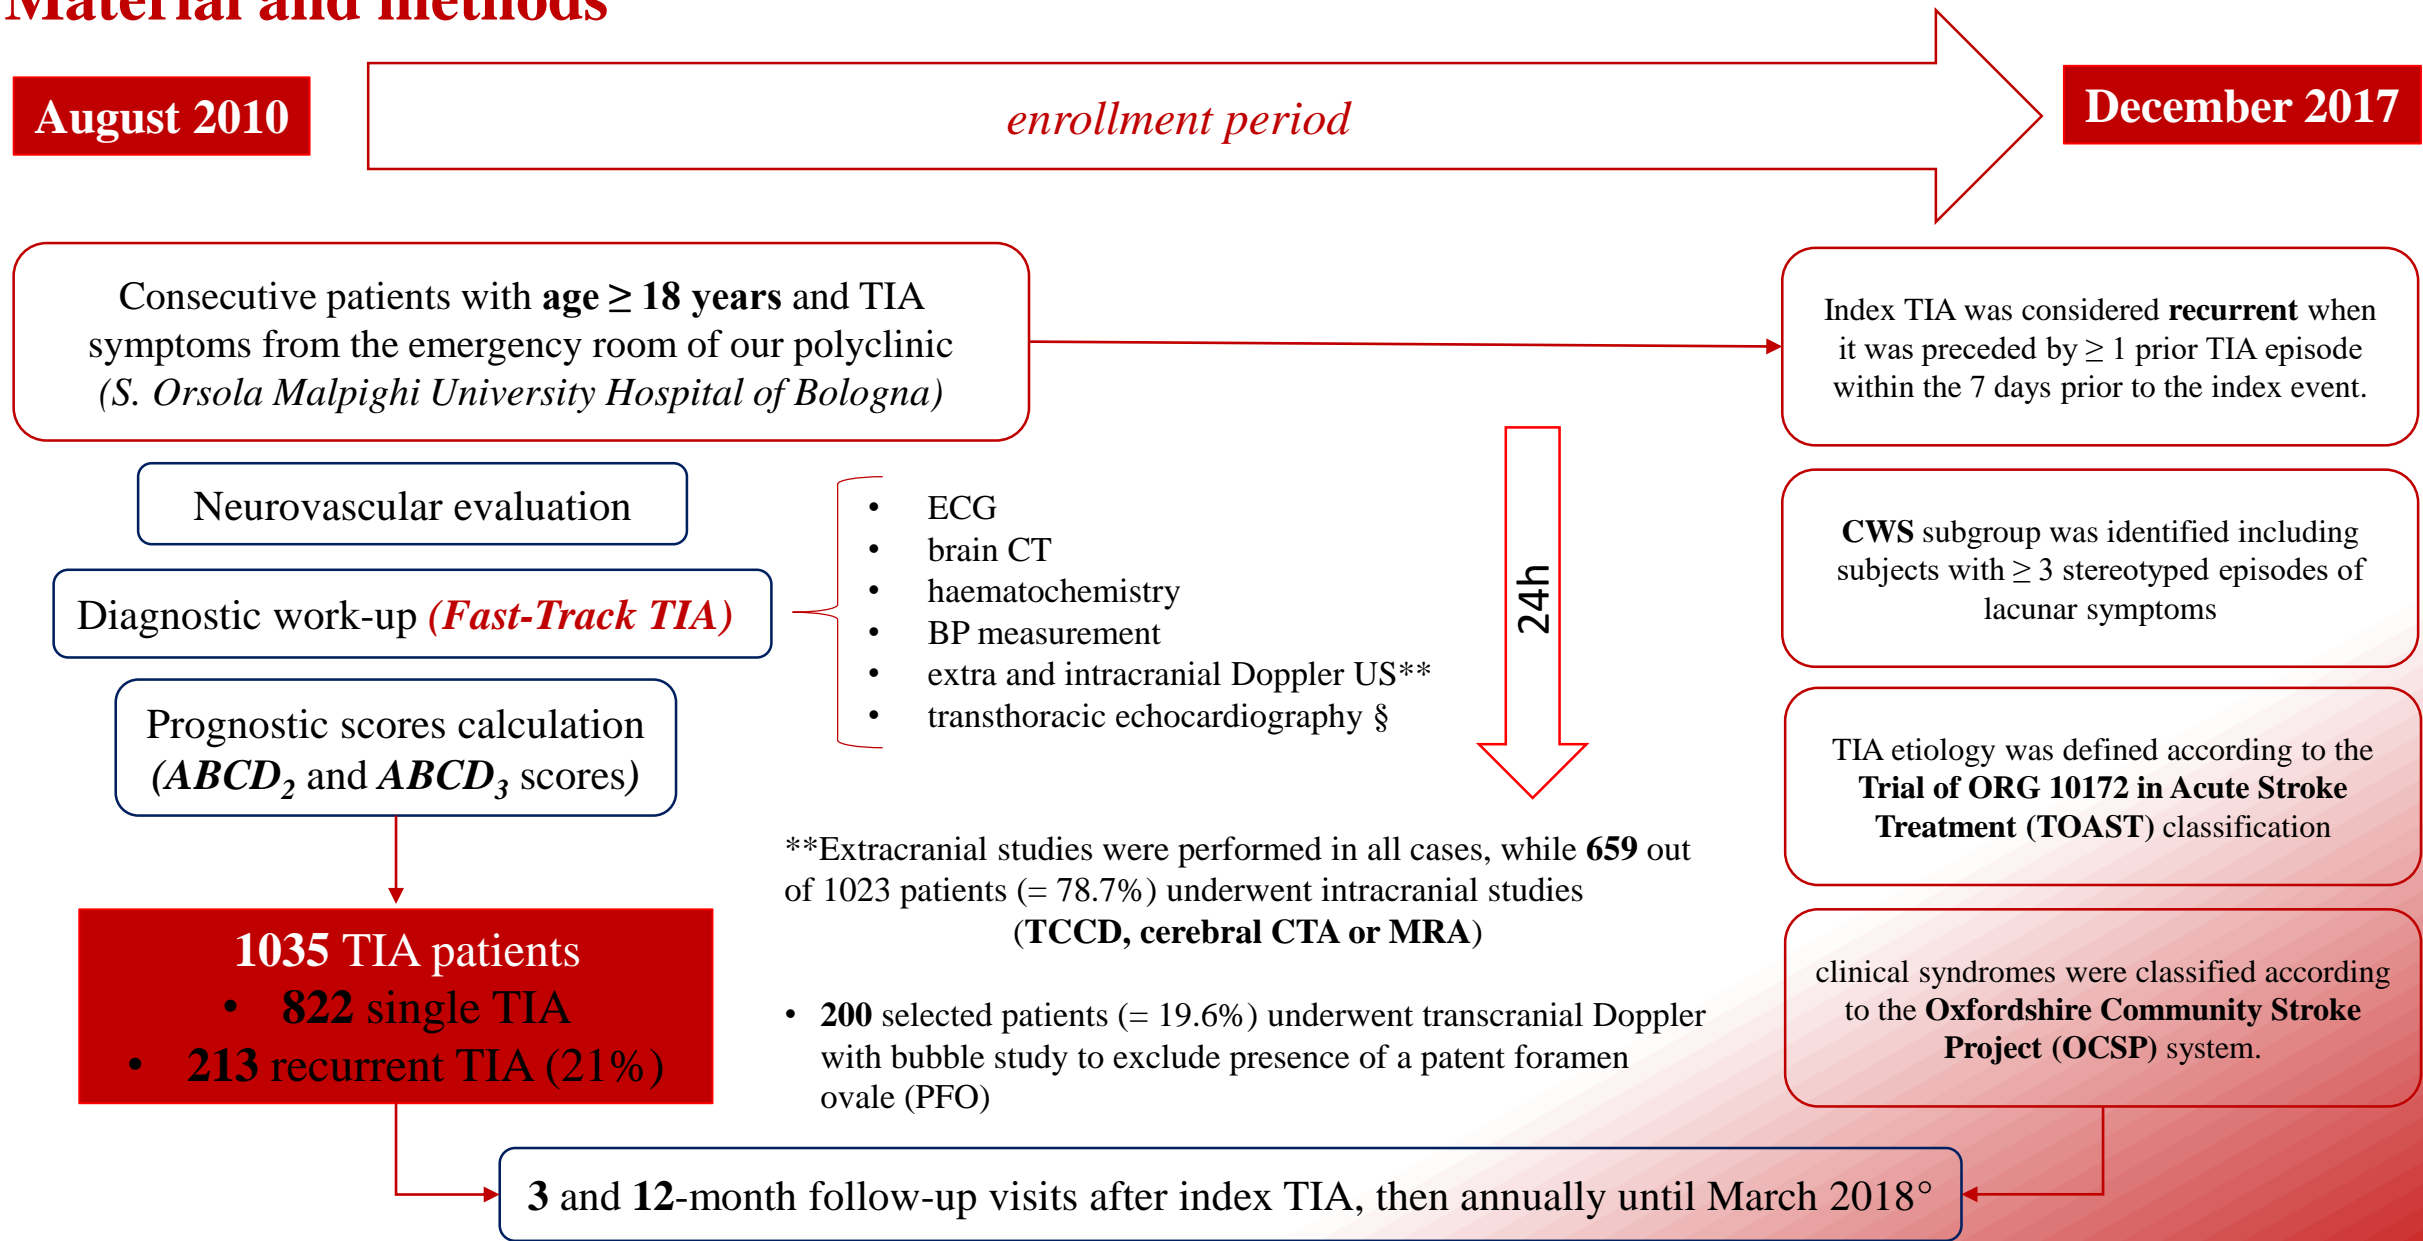 Material and methods
August 2010
enrollment period
December 2017
Consecutive patients with age ≥ 18 years and TIA
symptoms from the emergency room of our polyclinic
(S. Orsola Malpighi University Hospital of Bologna)
Index TIA was considered recurrent when
it was preceded by ≥ 1 prior TIA episode
within the 7 days prior to the index event.
Neurovascular evaluation
Diagnostic work-up (Fast-Track TIA)
Prognostic scores calculation
(ABCD2 and ABCD3 scores)
• ECG
• brain CT
• haematochemistry
• BP measurement
• extra and intracranial Doppler US**
• transthoracic echocardiography §
24h
CWS subgroup was identified including
subjects with ≥ 3 stereotyped episodes of
lacunar symptoms
TIA etiology was defined according to the
Trial of ORG 10172 in Acute Stroke
Treatment (TOAST) classification
**Extracranial studies were performed in all cases, while 659 out
of 1023 patients (= 78.7%) underwent intracranial studies
(TCCD, cerebral CTA or MRA)
1035 TIA patients
• 822 single TIA
• 213 recurrent TIA (21%)
• 200 selected patients (= 19.6%) underwent transcranial Doppler
with bubble study to exclude presence of a patent foramen
ovale (PFO)
clinical syndromes were classified according
to the Oxfordshire Community Stroke
Project (OCSP) system.
3 and 12-month follow-up visits after index TIA, then annually until March 2018°